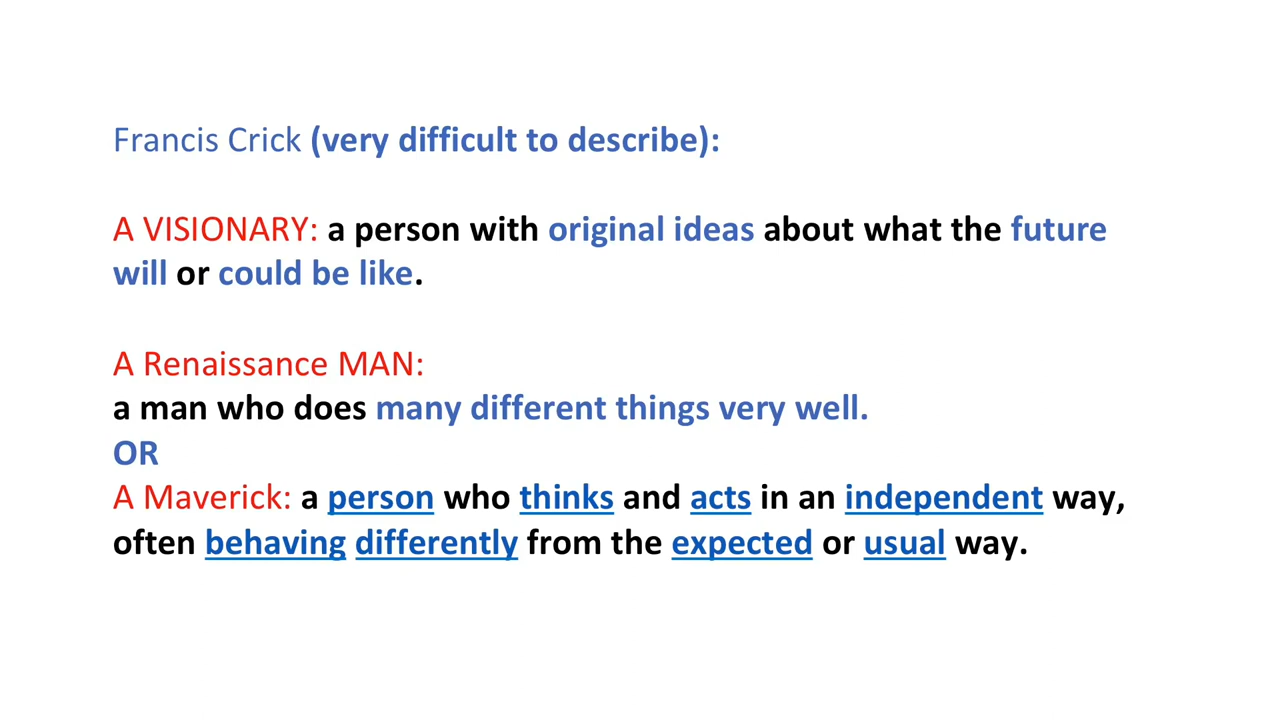 Francis Crick (very difficult to describe):
A VISIONARY: a person with original ideas about what the future
will or could be like.
A Renaissance MAN:
a man who does many different things very well.
OR
A Maverick: a person who thinks and acts in an independent way,
often behaving differently from the expected or usual way.